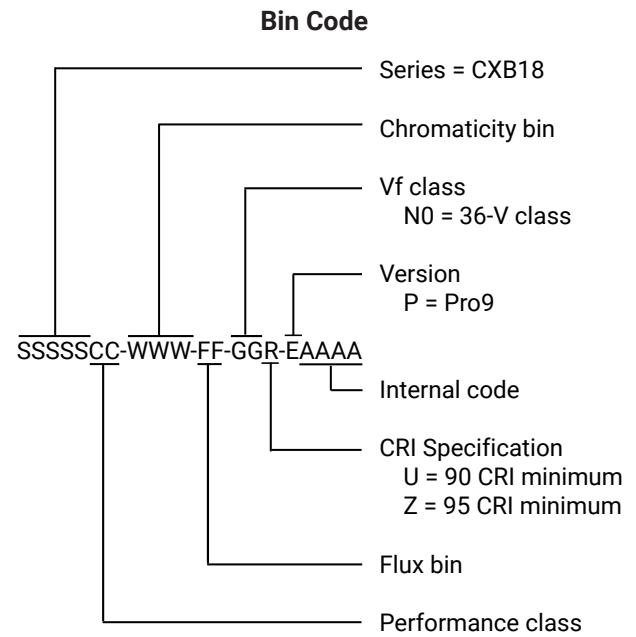 Bin Code
Series = CXB18
Chromaticity bin
Vf class
N0 = 36-V class
Version
P = Pro9
SSSSSCC-WWW-FF-GGR-EAAAA
Internal code
CRI Specification
U = 90 CRI minimum
Z = 95 CRI minimum
Flux bin
Performance class